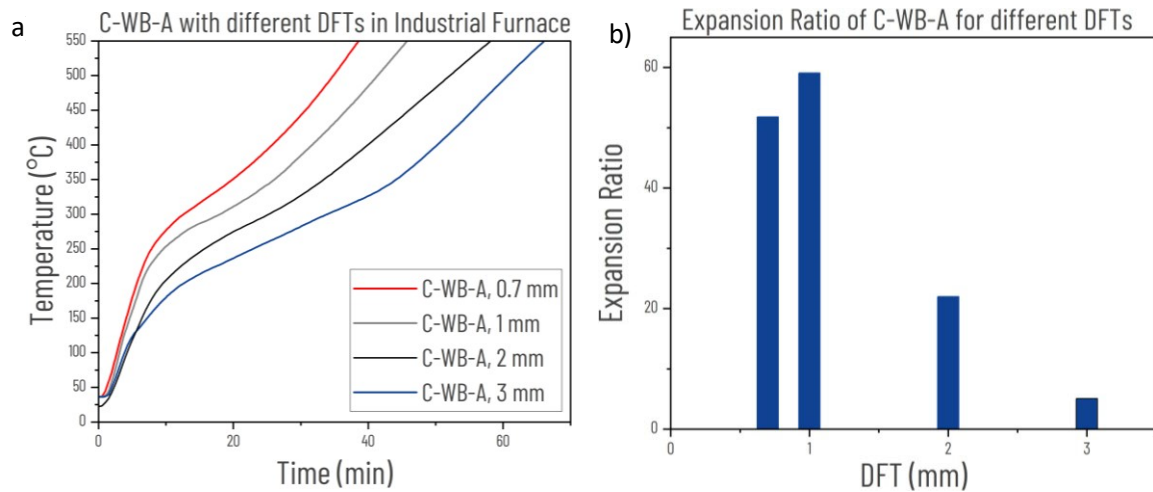 a
C-WB-A with different DFTs in Industrial Furnace
550
500
450
400
350
300
250
200
150
100
50
0
Temperature (°C)
0
20
40
60
Time (min)
C-WB-A, 0.7 mm
C-WB-A, 1 mm
C-WB-A, 2 mm
C-WB-A, 3 mm
b)
Expansion Ratio of C-WB-A for different DFTs
60
40
20
0
Expansion Ratio
0
1
2
3
DFT (mm)